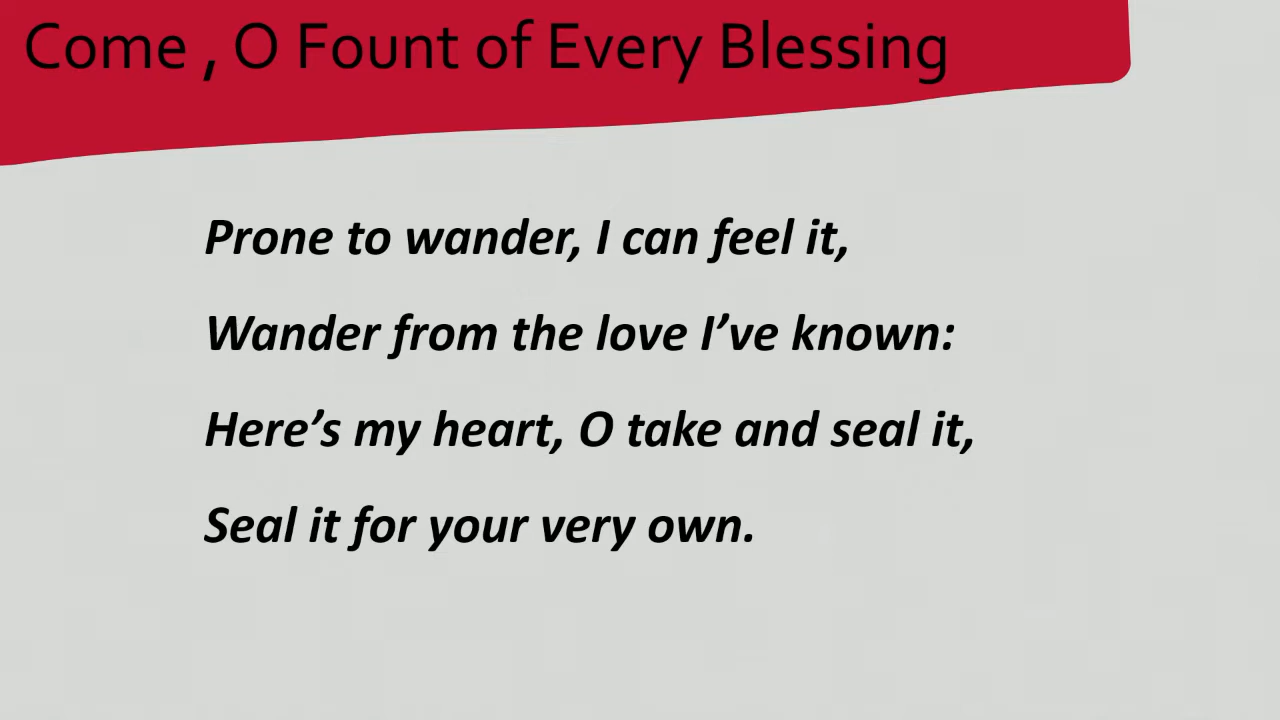 Come , O Fount of Every Blessing
Prone to wander, I can feel it,
Wander from the love I’ve known:
Here’s my heart, O take and seal it,
Seal it for your very own.